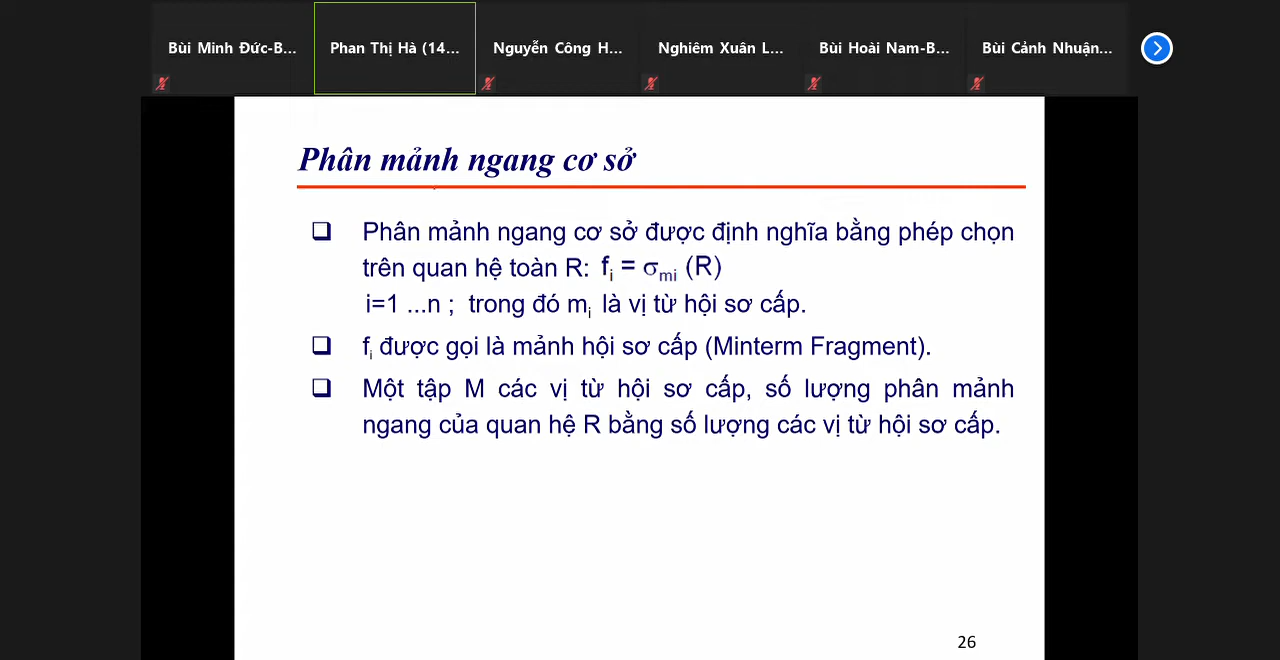 Bùi Minh Đức-B... Phan Thị Hà (14... Nguyễn Công H... Nghiêm Xuân L... Bùi Hoài Nam-B... Bùi Cảnh Nhuận...
Phân mảnh ngang cơ sở
❑ Phân mảnh ngang cơ sở được định nghĩa bằng phép chọn
trên quan hệ toàn R: fi = σmi (R)
i=1 ...n ; trong đó mi là vị từ hội sơ cấp.
❑ fi được gọi là mảnh hội sơ cấp (Minterm Fragment).
❑ Một tập M các vị từ hội sơ cấp, số lượng phân mảnh
ngang của quan hệ R bằng số lượng các vị từ hội sơ cấp.
26